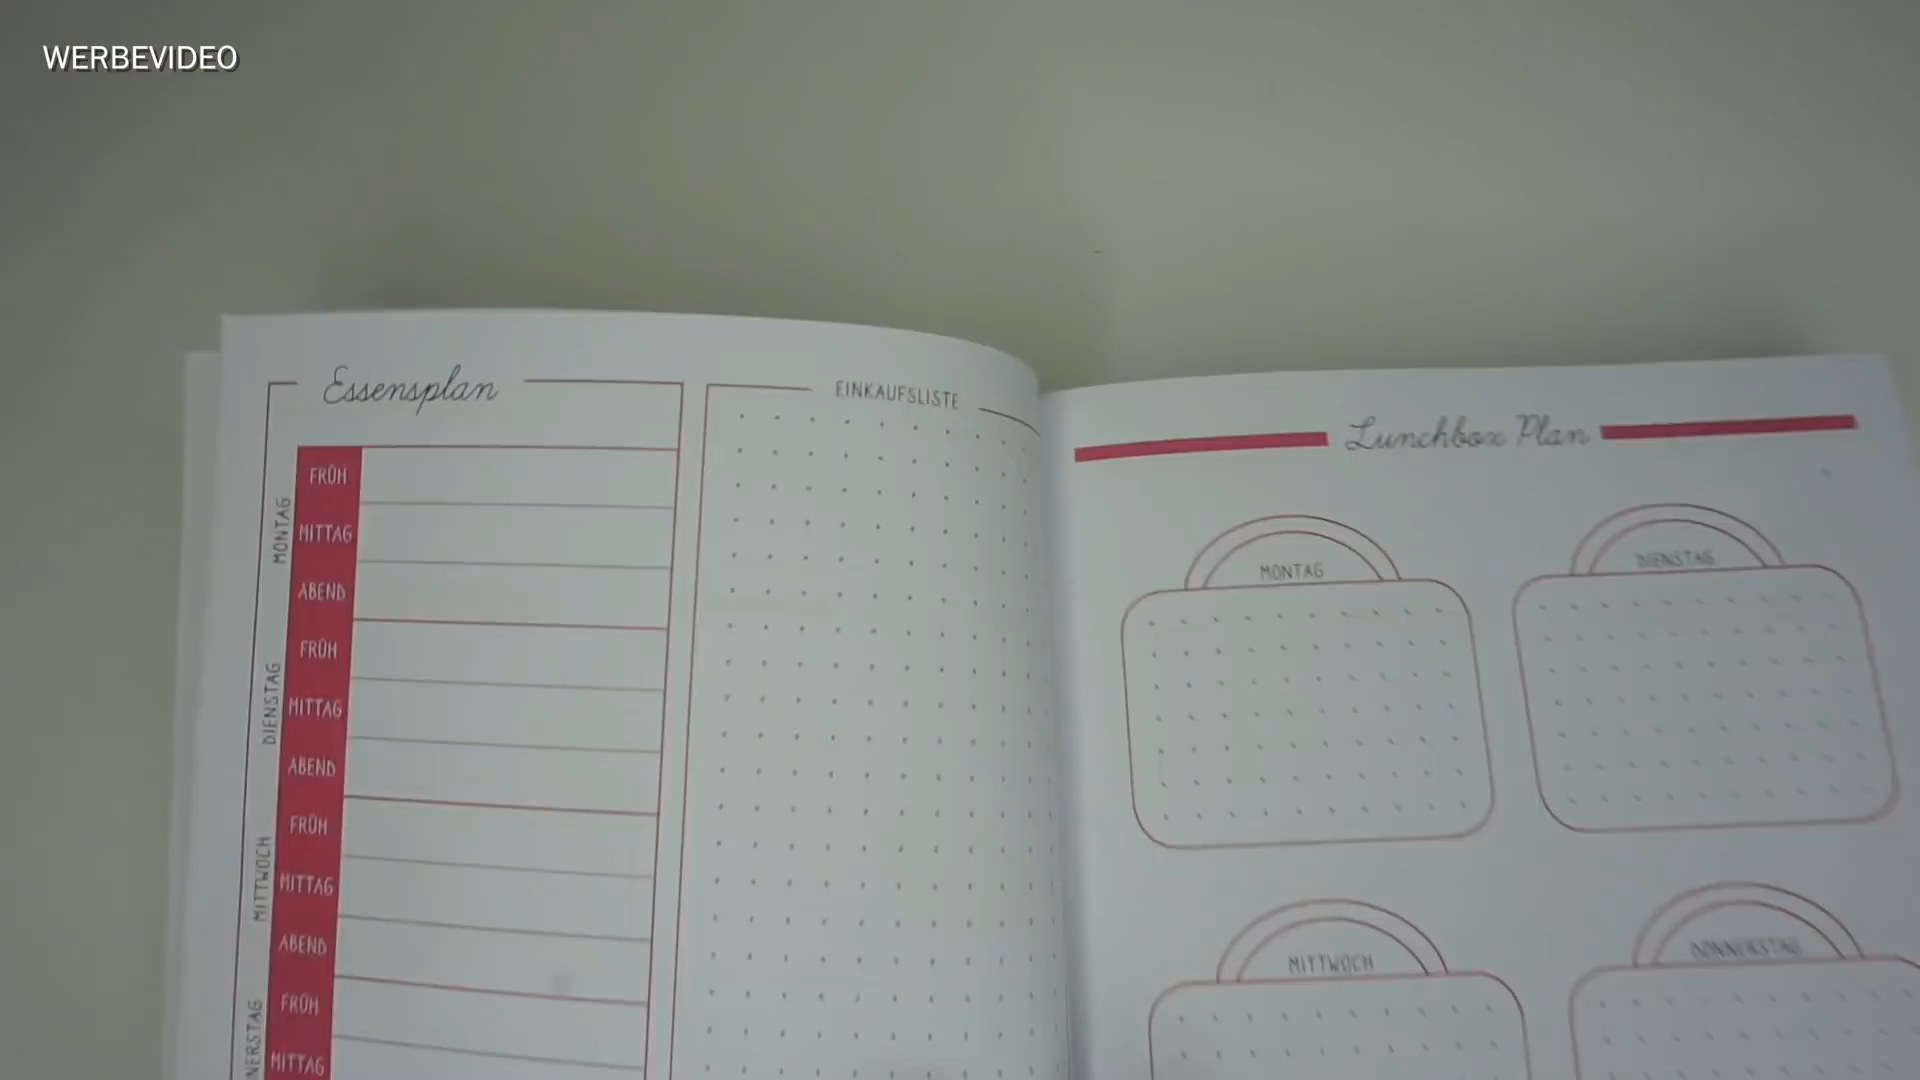 WERBEVIDEO
Essensplan
MONTAG
FRÜH
MITTAG
ABEND
DIENSTAG
FRÜH
MITTAG
ABEND
MITTWOCH
FRÜH
MITTAG
ABEND
NERSTAG
FRÜH
MITTAG
EINKAUFSLISTE
Lunchbox Plan
MONTAG
DIENSTAG
MITTWOCH
DONNERSTAG